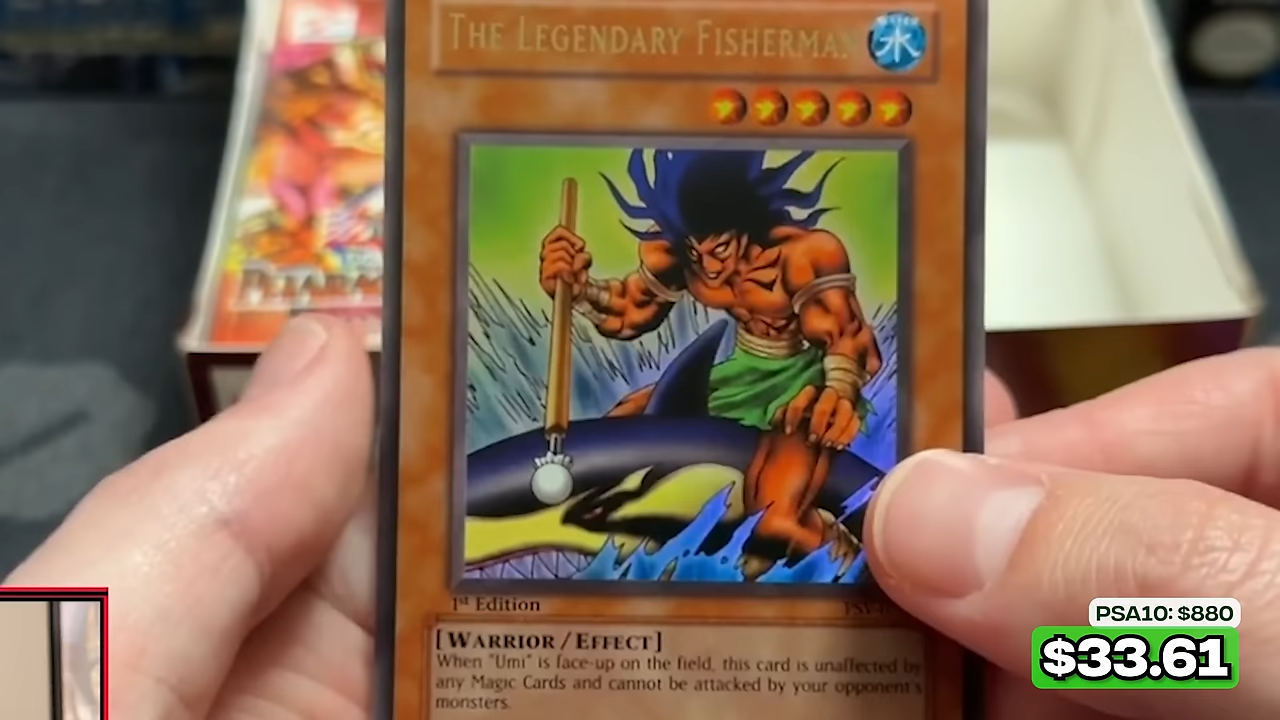 THE LEGENDARY FISHERMAN
WATER
水
1st Edition
[WARRIOR/EFFECT]
When "Umi" is face-up on the field, this card is unaffected by
any Magic Cards and cannot be attacked by your opponent's
monsters.
PSA10: $880
$33.61